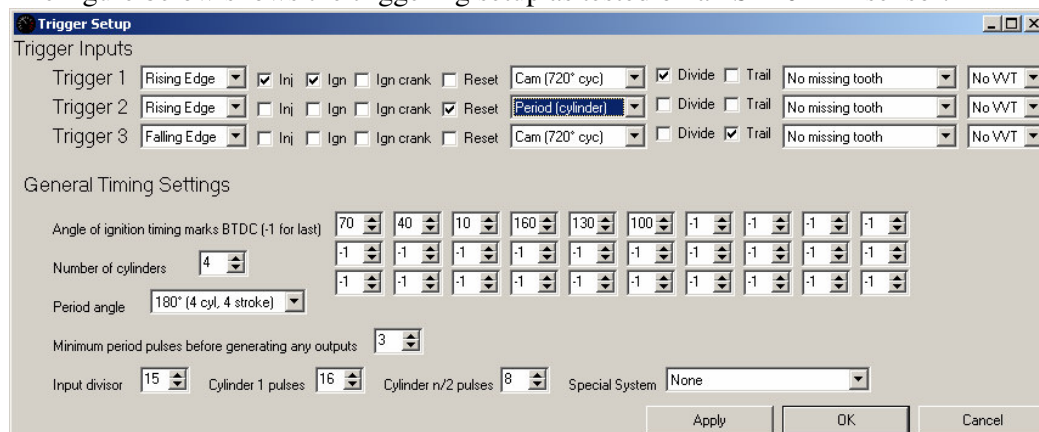 Trigger Setup
Trigger Inputs
Trigger 1 Rising Edge Inj Ign Ign crank Reset Cam (720° cyc) Divide Trail No missing tooth No VVT
Trigger 2 Rising Edge Inj Ign Ign crank Reset Period (cylinder) Divide Trail No missing tooth No VVT
Trigger 3 Falling Edge Inj Ign Ign crank Reset Cam (720° cyc) Divide Trail No missing tooth No VVT
General Timing Settings
Angle of ignition timing marks BTDC (-1 for last) 70 40 10 160 130 100 -1 -1 -1 -1
-1 -1 -1 -1 -1 -1 -1 -1 -1 -1
Number of cylinders 4
-1 -1 -1 -1 -1 -1 -1 -1 -1 -1
Period angle 180° (4 cyl, 4 stroke)
Minimum period pulses before generating any outputs 3
Input divisor 15 Cylinder 1 pulses 16 Cylinder n/2 pulses 8 Special System None
Apply OK Cancel